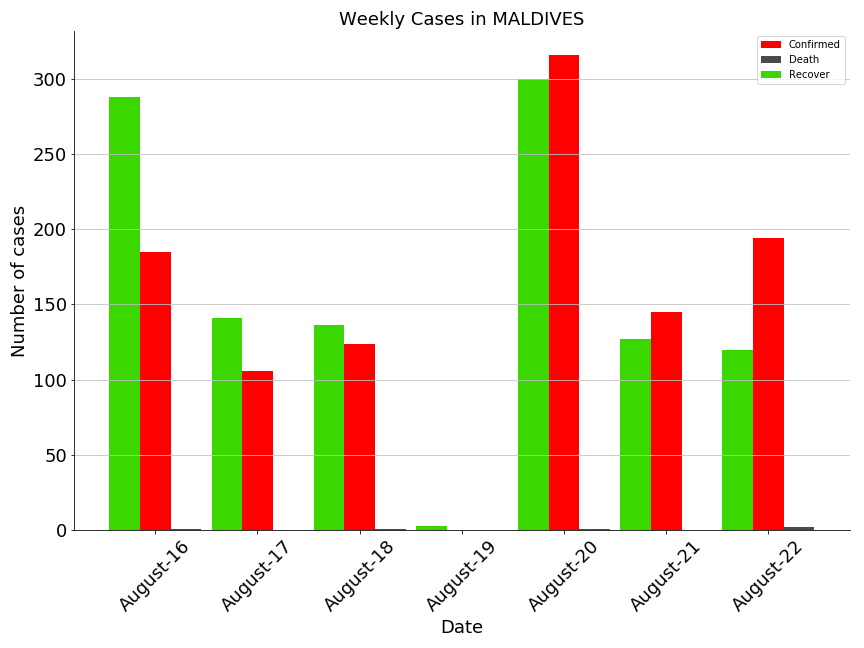 Weekly Cases in MALDIVES
Confirmed
Death
Recover
Number of cases
300
250
200
150
100
50
0
August-16
August-17
August-18
August-19
August-20
August-21
August-22
Date